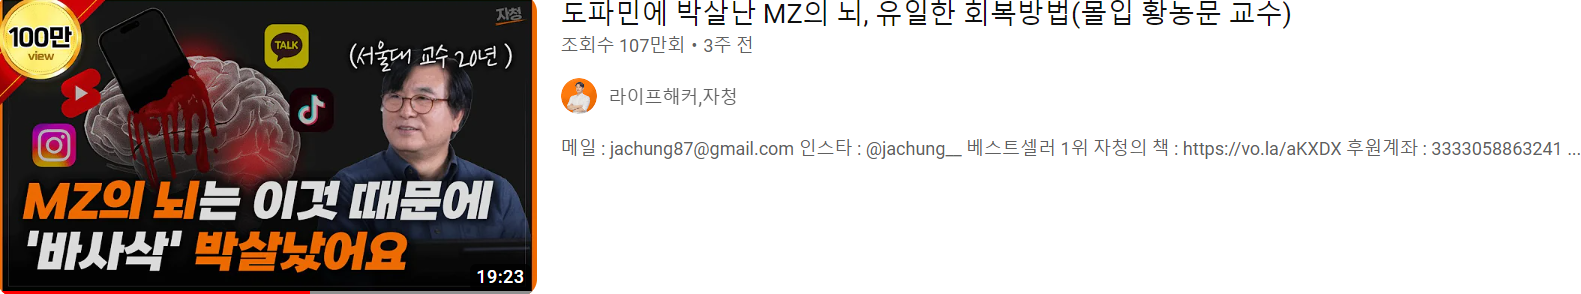 자청
100만
view
TALK
(서울대 교수 20년)
MZ의 뇌는 이것 때문에
'바사삭' 박살났어요
19:23
도파민에 박살난 MZ의 뇌, 유일한 회복방법(몰입 황농문 교수)
조회수 107만회 • 3주 전
라이프해커,자청
메일 : jachung87@gmail.com 인스타 : @jachung__ 베스트셀러 1위 자청의 책 : https://vo.la/aKXDX 후원계좌 : 3333058863241 ...